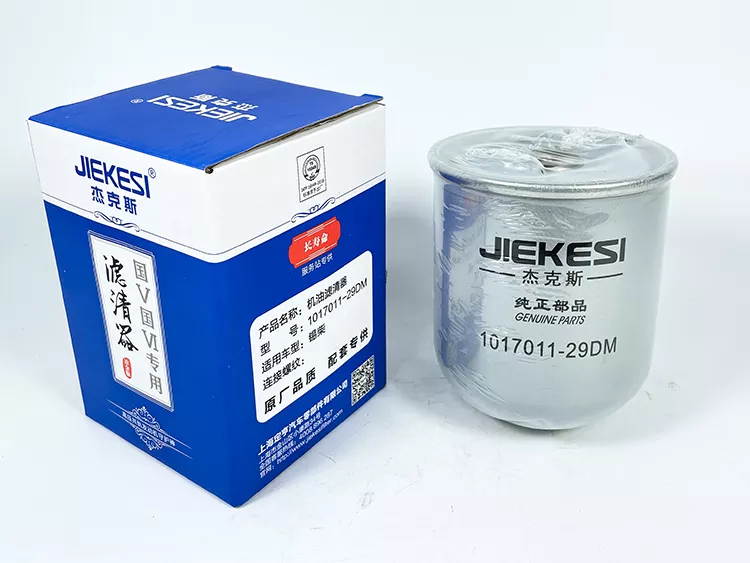 JIEKESI®
杰克斯
JIEKESI®
杰克斯
滤清器
国Ⅴ国Ⅵ专用
长寿命
服务站专供
产品名称: 机油滤清器
型 号: 1017011-29DM
适用车型: 锡柴
连接螺纹:
原厂品质 配套专供
JIEKESI
杰克斯
纯正部品
GENUINE PARTS
1017011-29DM